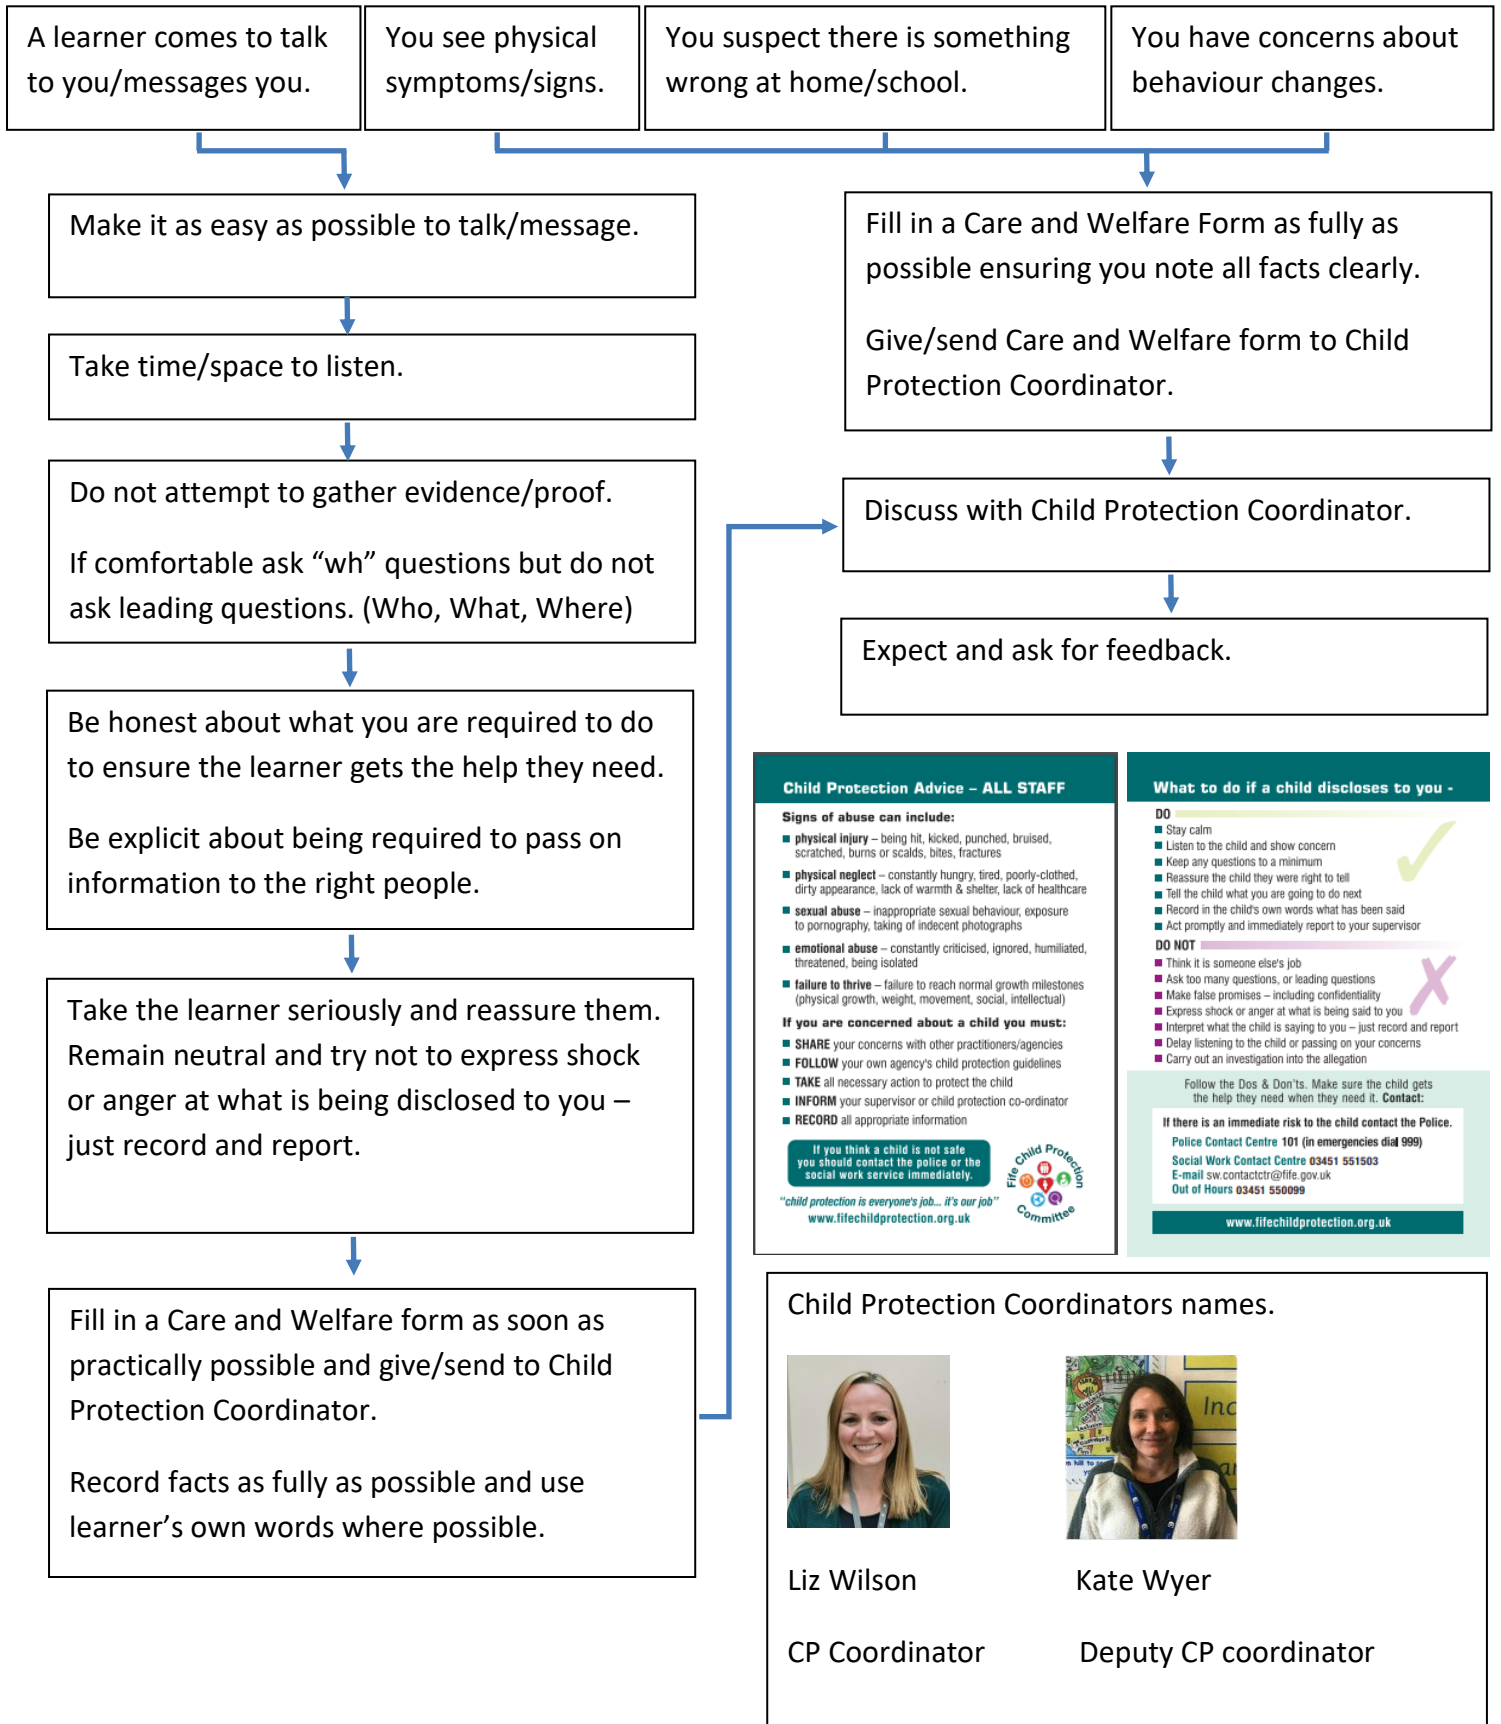 A learner comes to talk
to you/messages you.
You see physical
symptoms/signs.
You suspect there is something
wrong at home/school.
You have concerns about
behaviour changes.
Make it as easy as possible to talk/message.
Take time/space to listen.
Do not attempt to gather evidence/proof.
If comfortable ask “wh” questions but do not
ask leading questions. (Who, What, Where)
Be honest about what you are required to do
to ensure the learner gets the help they need.
Be explicit about being required to pass on
information to the right people.
Take the learner seriously and reassure them.
Remain neutral and try not to express shock
or anger at what is being disclosed to you –
just record and report.
Fill in a Care and Welfare form as soon as
practically possible and give/send to Child
Protection Coordinator.
Record facts as fully as possible and use
learner’s own words where possible.
Fill in a Care and Welfare Form as fully as
possible ensuring you note all facts clearly.
Give/send Care and Welfare form to Child
Protection Coordinator.
Discuss with Child Protection Coordinator.
Expect and ask for feedback.
Child Protection Advice – ALL STAFF
Signs of abuse can include:
physical injury – being hit, kicked, punched, bruised,
scratched, burns or scalds, bites, fractures
physical neglect – constantly hungry, tired, poorly-clothed,
dirty appearance, lack of warmth & shelter, lack of healthcare
sexual abuse – inappropriate sexual behaviour, exposure
to pornography, taking of indecent photographs
emotional abuse – constantly criticised, ignored, humiliated,
threatened, being isolated
failure to thrive – failure to reach normal growth milestones
(physical growth, weight, movement, social, intellectual)
If you are concerned about a child you must:
SHARE your concerns with other practitioners/agencies
FOLLOW your own agency's child protection guidelines
TAKE all necessary action to protect the child
INFORM your supervisor or child protection co-ordinator
RECORD all appropriate information
If you think a child is not safe
you should contact the police or the
social work service immediately.
"child protection is everyone's job... it's our job"
www.fifechildprotection.org.uk
Fife Child Protection
Committee
What to do if a child discloses to you -
DO
Stay calm
Listen to the child and show concern
Keep any questions to a minimum
Reassure the child they were right to tell
Tell the child what you are going to do next
Record in the child's own words what has been said
Act promptly and immediately report to your supervisor
DO NOT
Think it is someone else's job
Ask too many questions, or leading questions
Make false promises – including confidentiality
Express shock or anger at what is being said to you
Interpret what the child is saying to you – just record and report
Delay listening to the child or passing on your concerns
Carry out an investigation into the allegation
Follow the Dos & Don'ts. Make sure the child gets
the help they need when they need it. Contact:
If there is an immediate risk to the child contact the Police.
Police Contact Centre 101 (in emergencies dial 999)
Social Work Contact Centre 03451 551503
E-mail sw.contactctr@fife.gov.uk
Out of Hours 03451 550099
www.fifechildprotection.org.uk
Child Protection Coordinators names.
Inc
Liz Wilson
Kate Wyer
CP Coordinator
Deputy CP coordinator